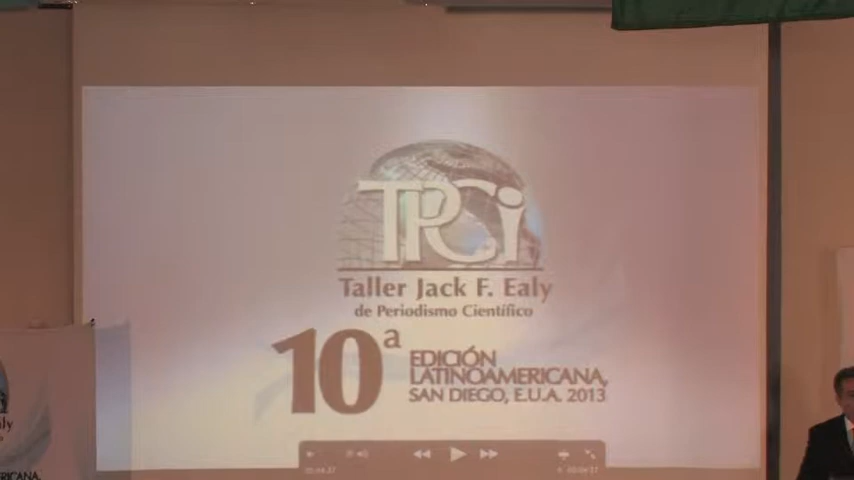 TPCi
Taller Jack F. Ealy
de Periodismo Científico
10ª
EDICIÓN
LATINOAMERICANA,
SAN DIEGO, E.U.A. 2013